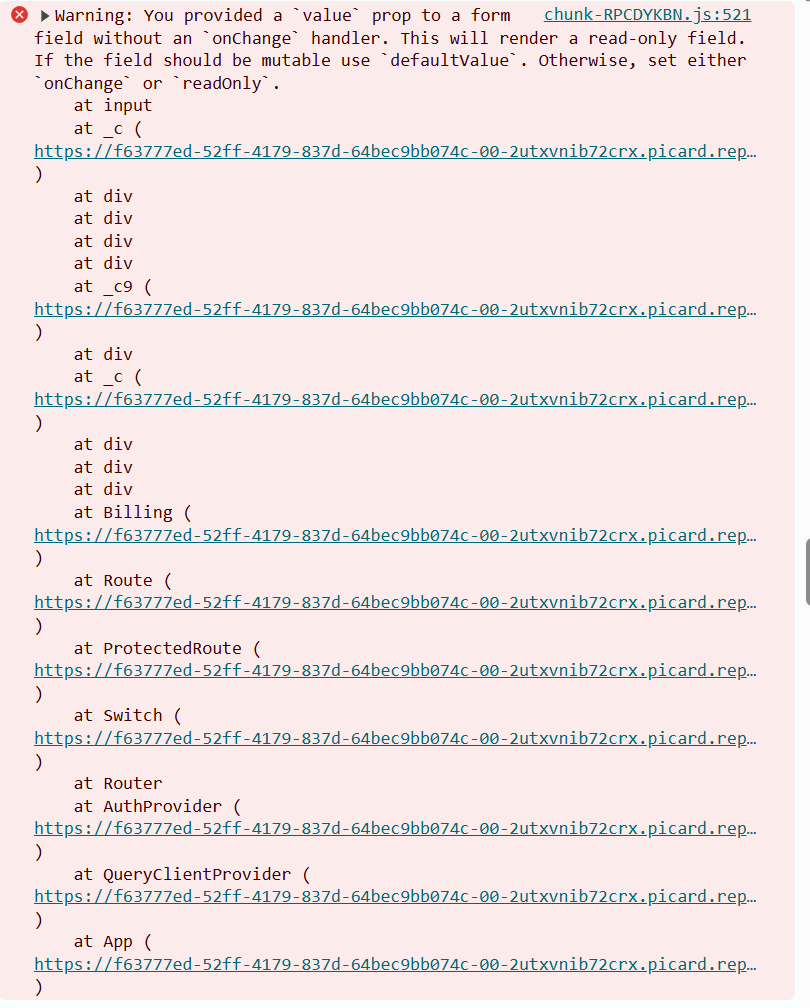 Warning: You provided a `value` prop to a form chunk-RPCDYKBN.js:521
field without an `onChange` handler. This will render a read-only field.
If the field should be mutable use `defaultValue`. Otherwise, set either
`onChange` or `readOnly`.
at input
at _c (
https://f63777ed-52ff-4179-837d-64bec9bb074c-00-2utxvnib72crx.picard.rep…
)
at div
at div
at div
at div
at _c9 (
https://f63777ed-52ff-4179-837d-64bec9bb074c-00-2utxvnib72crx.picard.rep…
)
at div
at _c (
https://f63777ed-52ff-4179-837d-64bec9bb074c-00-2utxvnib72crx.picard.rep…
)
at div
at div
at div
at Billing (
https://f63777ed-52ff-4179-837d-64bec9bb074c-00-2utxvnib72crx.picard.rep…
)
at Route (
https://f63777ed-52ff-4179-837d-64bec9bb074c-00-2utxvnib72crx.picard.rep…
)
at ProtectedRoute (
https://f63777ed-52ff-4179-837d-64bec9bb074c-00-2utxvnib72crx.picard.rep…
)
at Switch (
https://f63777ed-52ff-4179-837d-64bec9bb074c-00-2utxvnib72crx.picard.rep…
)
at Router
at AuthProvider (
https://f63777ed-52ff-4179-837d-64bec9bb074c-00-2utxvnib72crx.picard.rep…
)
at QueryClientProvider (
https://f63777ed-52ff-4179-837d-64bec9bb074c-00-2utxvnib72crx.picard.rep…
)
at App (
https://f63777ed-52ff-4179-837d-64bec9bb074c-00-2utxvnib72crx.picard.rep…
)